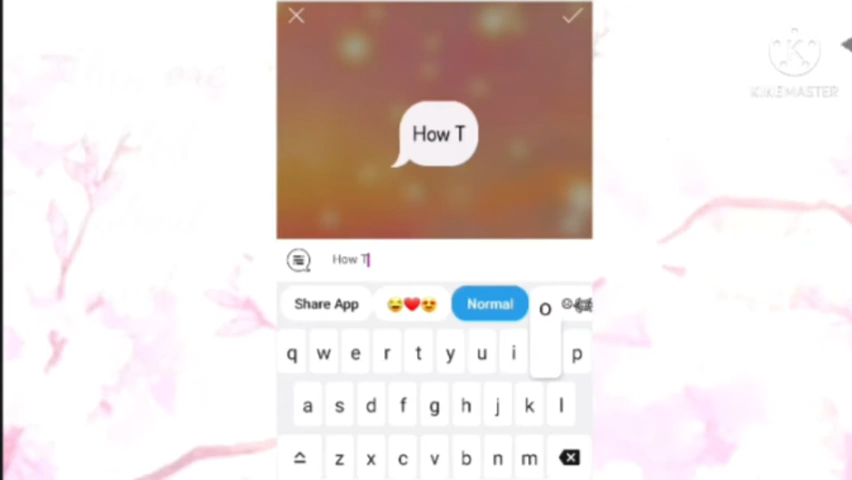 KINEMASTER
How T
How T
Share App
Normal
o
q w e r t y u i p
a s d f g h j k l
z x c v b n m